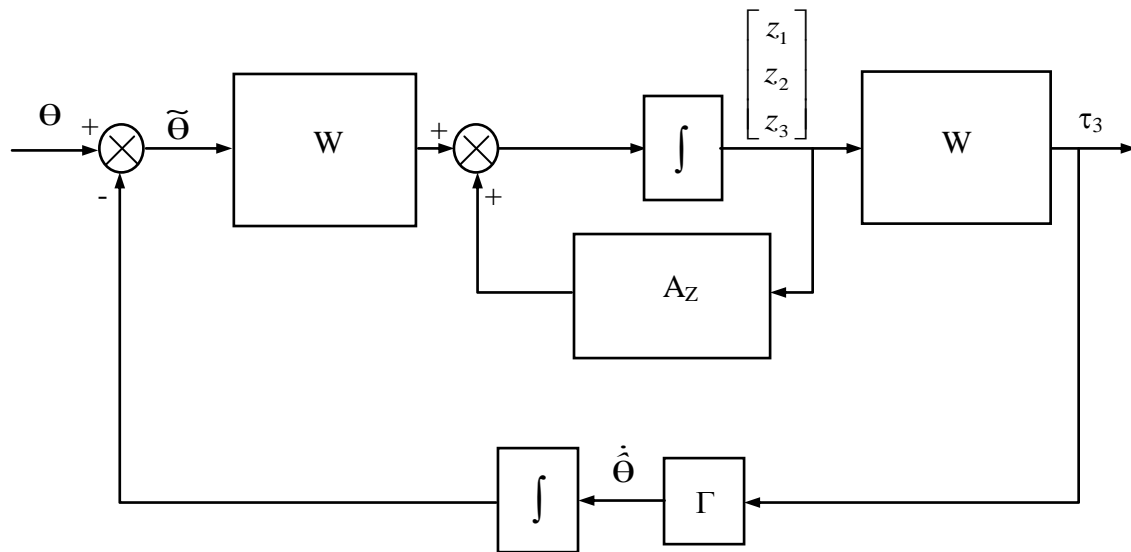 z₁
z₂
z₃
ϴ
+
-
ϴ̃
W
+
+
∫
A_Z
W
τ₃
∫
ϴ̂̇
Γ